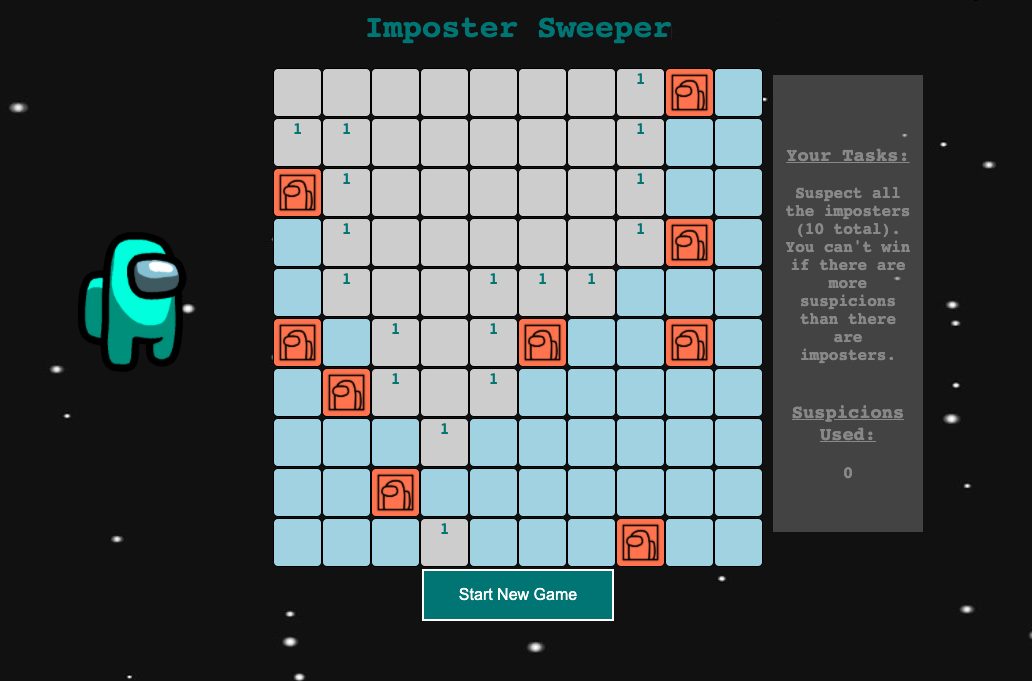 Imposter Sweeper
1
1 1 1
1 1
1 1
1 1 1 1
1 1
1 1
1
1
Your Tasks:
Suspect all
the imposters
(10 total).
You can't win
if there are
more
suspicions
than there
are
imposters.
Suspicions
Used:
0
Start New Game